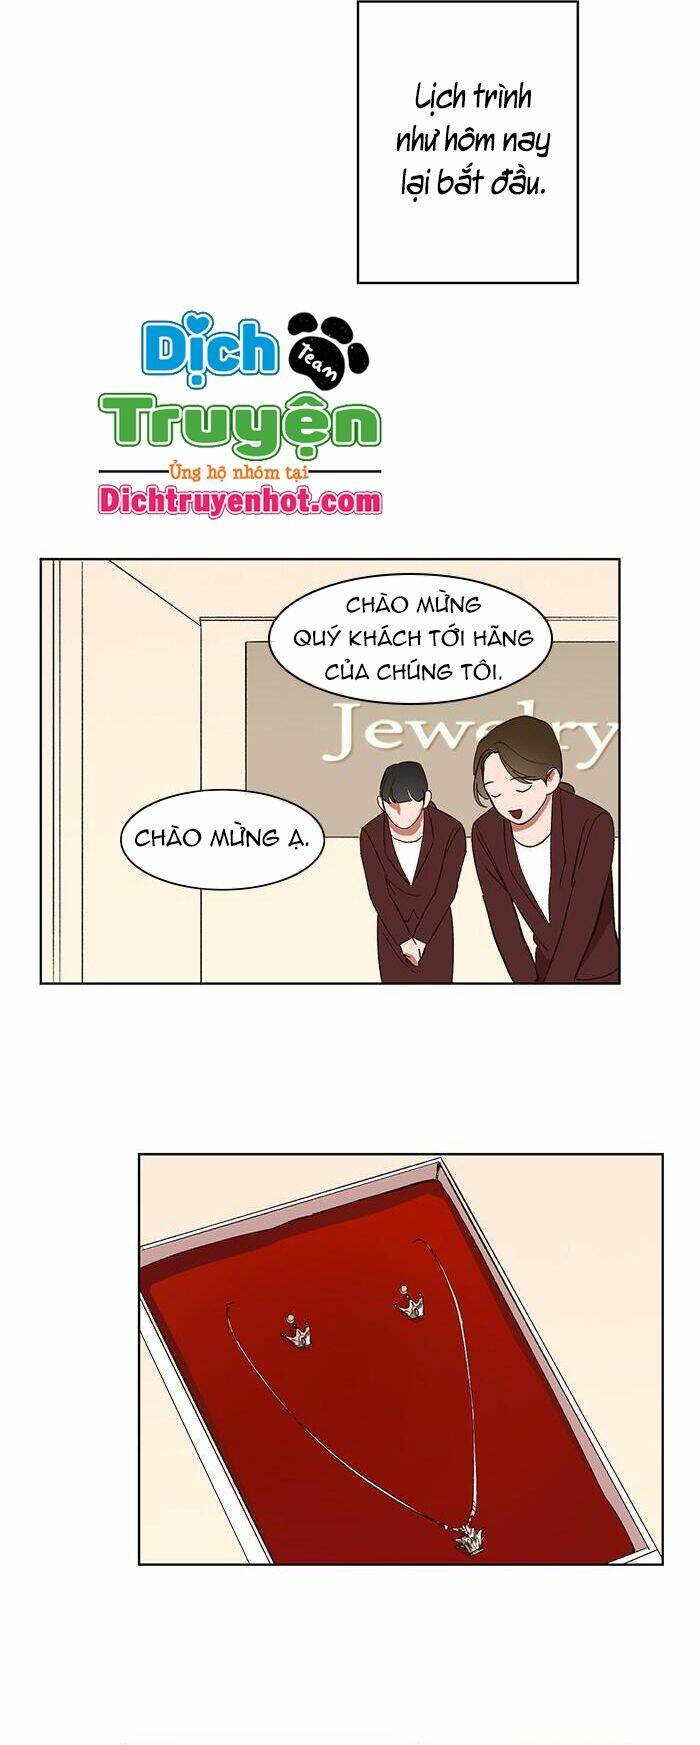 Lịch trình
như hôm nay
lại bắt đầu.
Dịch
Team
Truyện
Ủng hộ nhóm tại
Dichtruyenhot.com
CHÀO MỪNG
QUÝ KHÁCH TỚI HÃNG
CỦA CHÚNG TÔI.
Jewelry
CHÀO MỪNG Ạ.